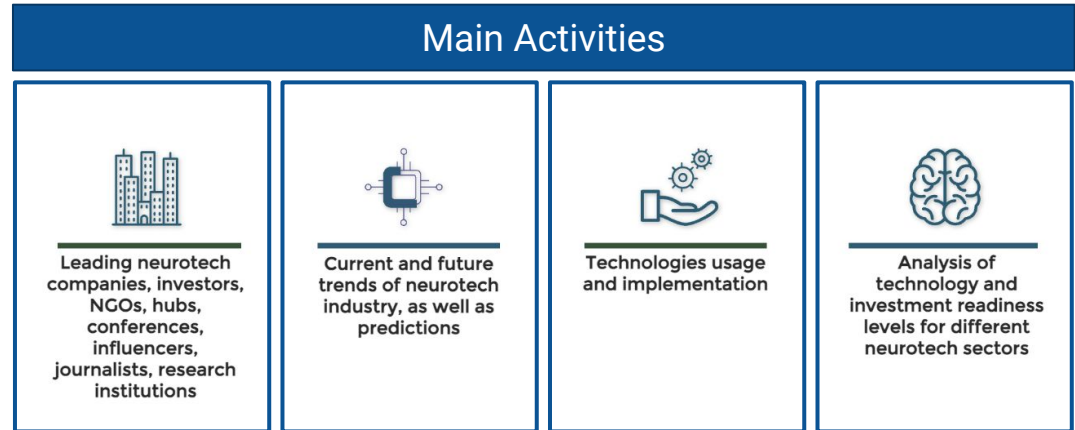 Main Activities
Leading neurotech
companies, investors,
NGOs, hubs,
conferences,
influencers,
journalists, research
institutions
Current and future
trends of neurotech
industry, as well as
predictions
Technologies usage
and implementation
Analysis of
technology and
investment readiness
levels for different
neurotech sectors